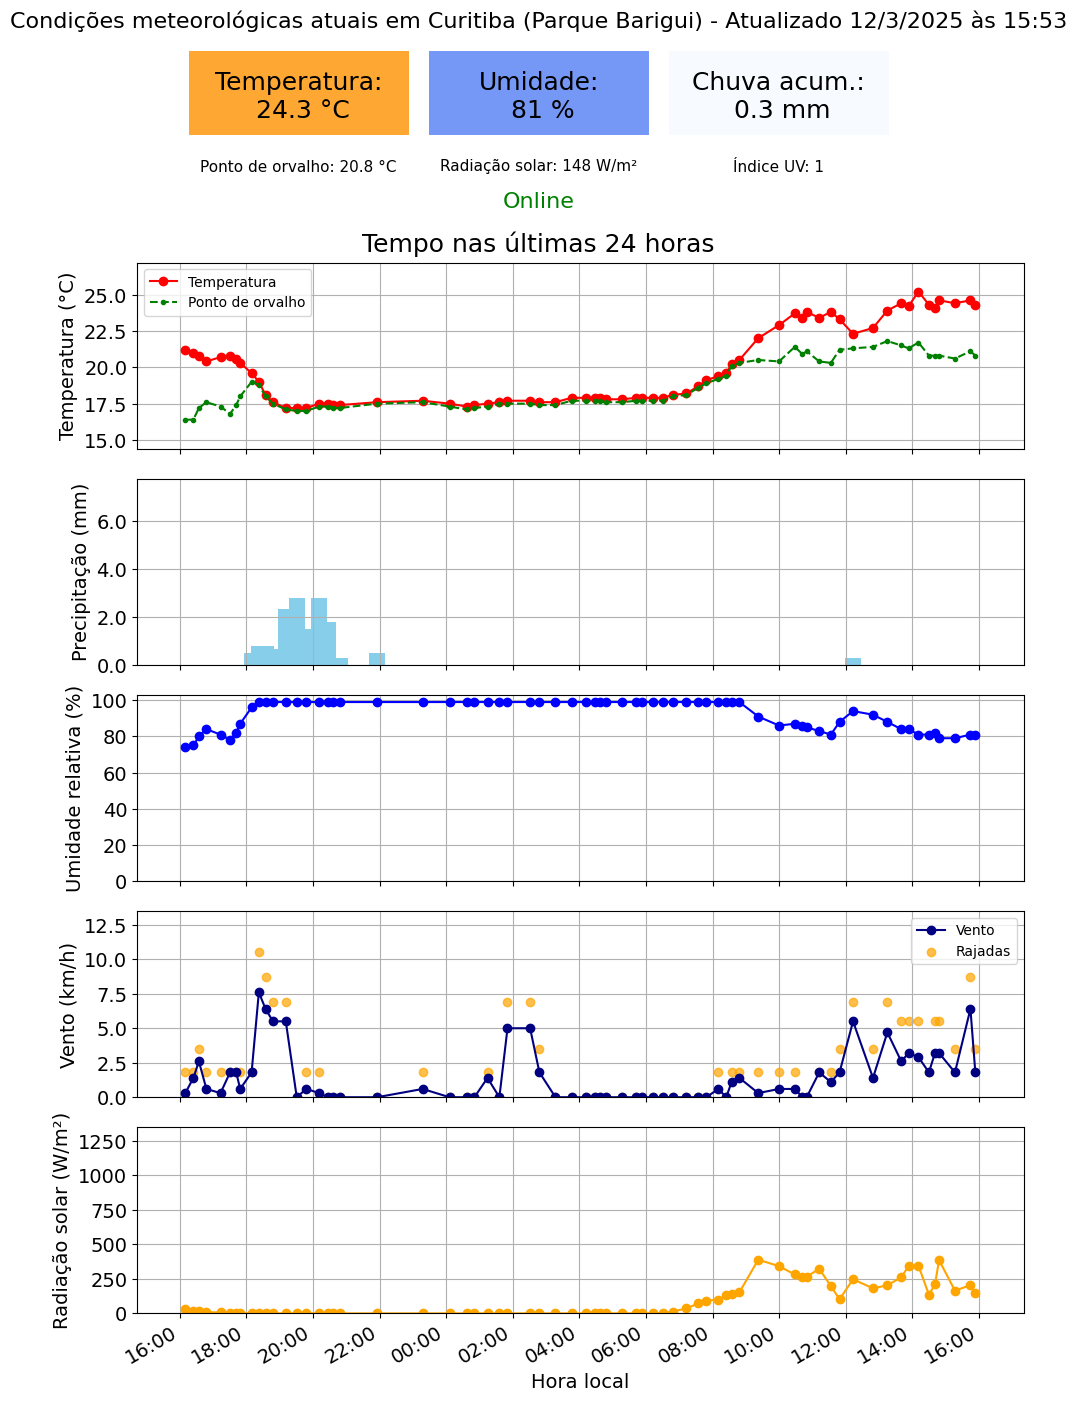 Condições meteorológicas atuais em Curitiba (Parque Barigui) - Atualizado 12/3/2025 às 15:53
Temperatura:
24.3 °C
Umidade:
81 %
Chuva acum.:
0.3 mm
Ponto de orvalho: 20.8 °C
Radiação solar: 148 W/m²
Índice UV: 1
Online
Tempo nas últimas 24 horas
Temperatura (°C)
25.0
22.5
20.0
17.5
15.0
Temperatura
Ponto de orvalho
Precipitação (mm)
6.0
4.0
2.0
0.0
Umidade relativa (%)
100
80
60
40
20
0
Vento (km/h)
12.5
10.0
7.5
5.0
2.5
0.0
Vento
Rajadas
Radiação solar (W/m²)
1250
1000
750
500
250
0
16:00
18:00
20:00
22:00
00:00
02:00
04:00
06:00
08:00
10:00
12:00
14:00
16:00
Hora local